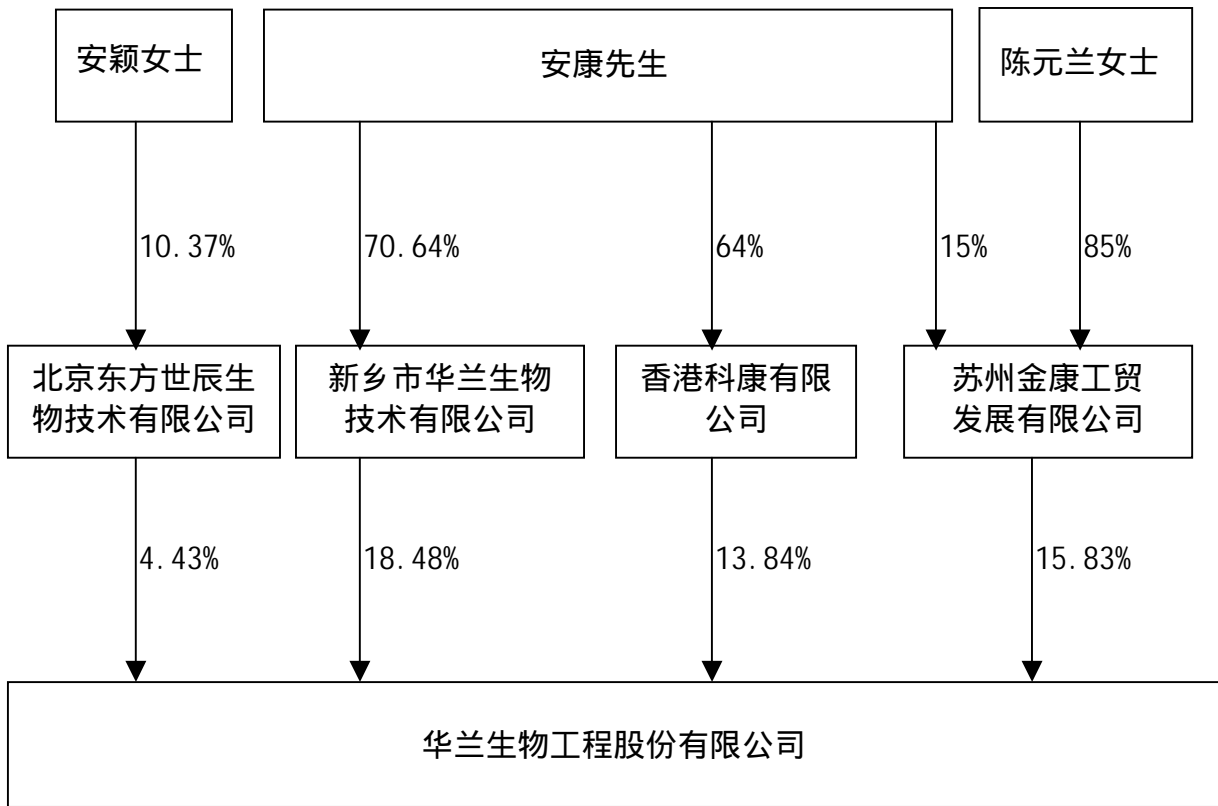 安颖女士
安康先生
陈元兰女士
10.37%
70.64%
64%
15%
85%
北京东方世辰生
物技术有限公司
新乡市华兰生物
技术有限公司
香港科康有限
公司
苏州金康工贸
发展有限公司
4.43%
18.48%
13.84%
15.83%
华兰生物工程股份有限公司